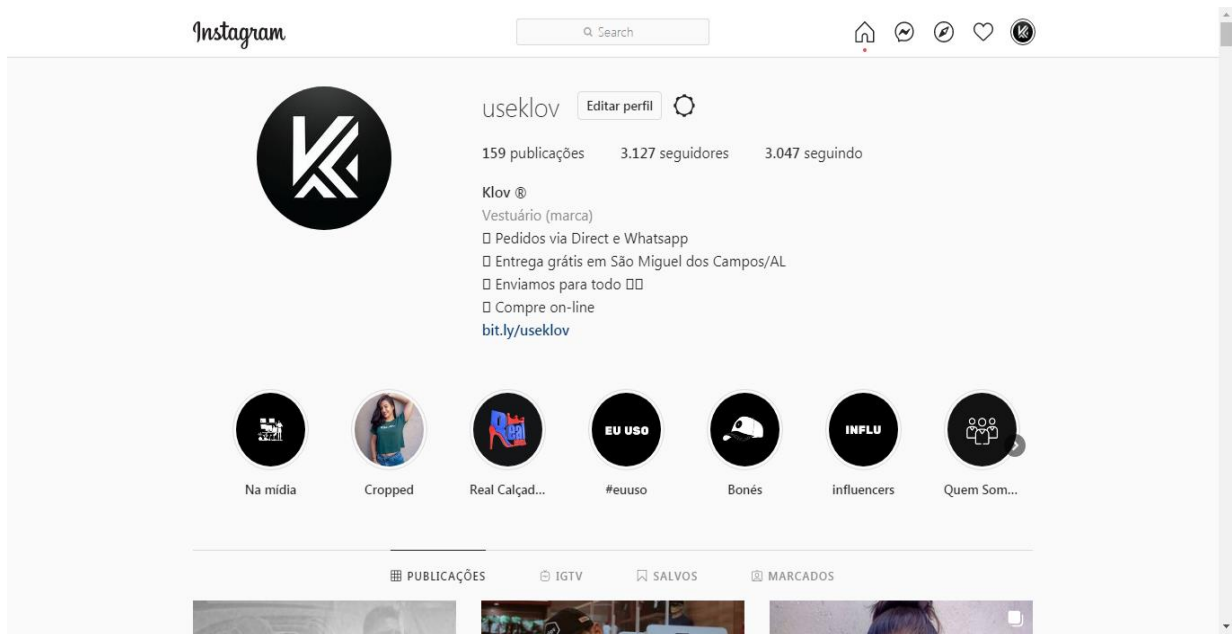 Instagram
Search
useklov Editar perfil
159 publicações 3.127 seguidores 3.047 seguindo
Klov ®
Vestuário (marca)
Pedidos via Direct e Whatsapp
Entrega grátis em São Miguel dos Campos/AL
Enviamos para todo
Compre on-line
bit.ly/useklov
Real
EU USO
INFLU
Na mídia Cropped Real Calçad... #euuso Bonés influencers Quem Som...
PUBLICAÇÕES IGTV SALVOS MARCADOS